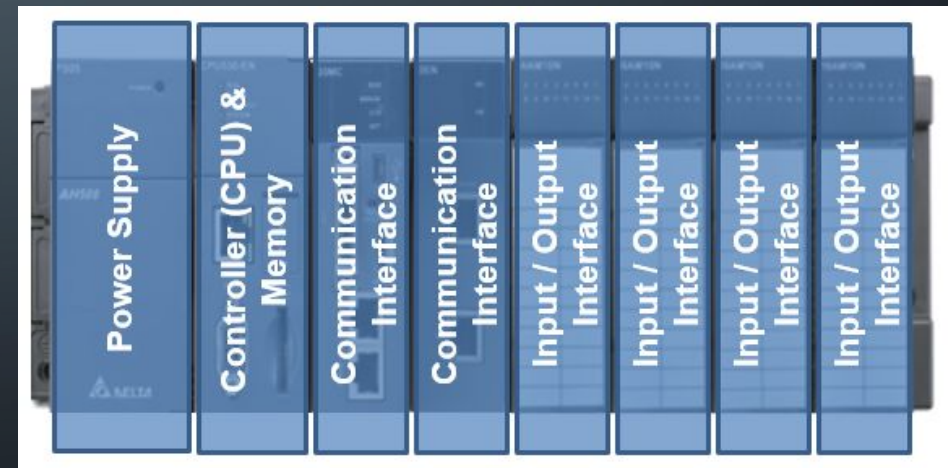 Power Supply
Controller (CPU) &
Memory
Communication
Interface
Communication
Interface
Input / Output
Interface
Input / Output
Interface
Input / Output
Interface
Input / Output
Interface
AH500
DELTA